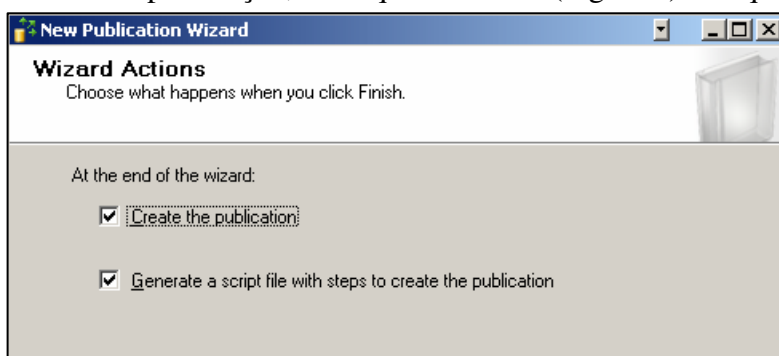 New Publication Wizard
Wizard Actions
Choose what happens when you click Finish.
At the end of the wizard:
Create the publication
Generate a script file with steps to create the publication